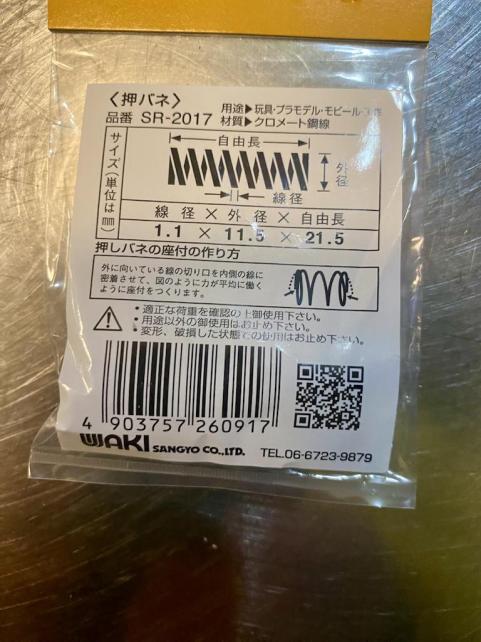 〈押バネ〉
品番 SR-2017
用途▶玩具・プラモデル・モビール・工作
材質▶クロメート鋼線
サイズ(単位は㎜)
自由長
外径
線径
線径×外径×自由長
1.1 × 11.5 × 21.5
押しバネの座付の作り方
外に向いている線の切り口を内側の線に
密着させて、図のように力が平均に働く
ように座付をつくります。
・適正な荷重を確認の上御使用下さい。
・用途以外の御使用はお止め下さい。
・変形、破損した状態での使用はお止め下さい。
4 903757 260917
WAKI SANGYO CO.,LTD.
TEL.06-6723-9879